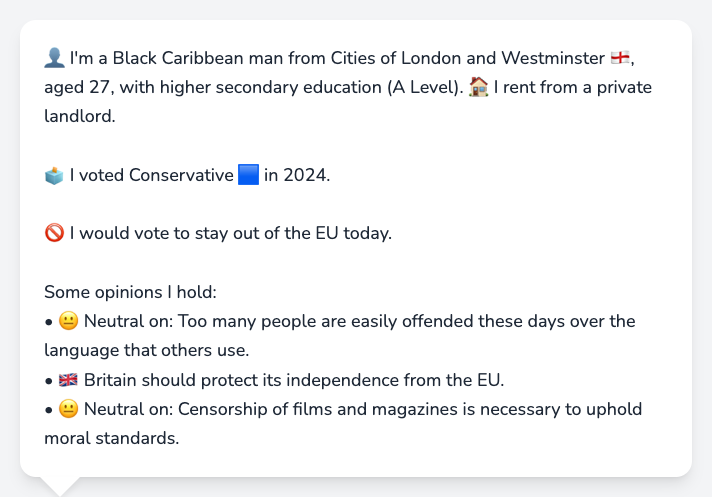 👤 I'm a Black Caribbean man from Cities of London and Westminster 🏴󠁧󠁢󠁥󠁮󠁧󠁿,
aged 27, with higher secondary education (A Level). 🏠 I rent from a private
landlord.
🗳️ I voted Conservative 🟦 in 2024.
🚫 I would vote to stay out of the EU today.
Some opinions I hold:
• 😐 Neutral on: Too many people are easily offended these days over the
language that others use.
• 🇬🇧 Britain should protect its independence from the EU.
• 😐 Neutral on: Censorship of films and magazines is necessary to uphold
moral standards.